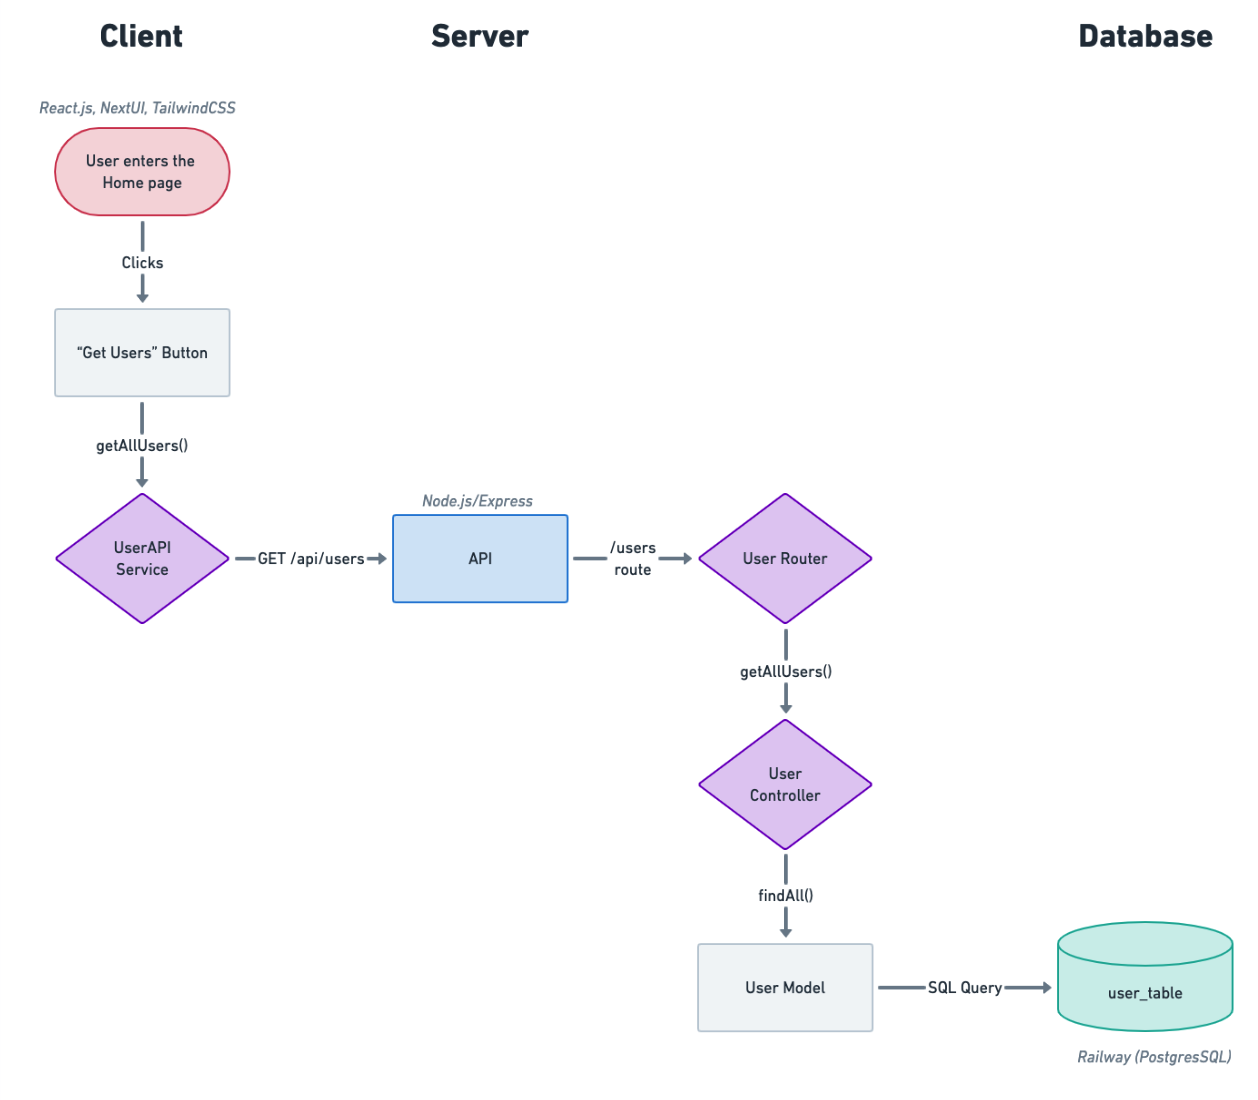 Client
Server
Database
React.js, NextUI, TailwindCSS
User enters the
Home page
Clicks
“Get Users” Button
getAllUsers()
UserAPI
Service
GET /api/users
Node.js/Express
API
/users
route
User Router
getAllUsers()
User
Controller
findAll()
User Model
SQL Query
user_table
Railway (PostgresSQL)